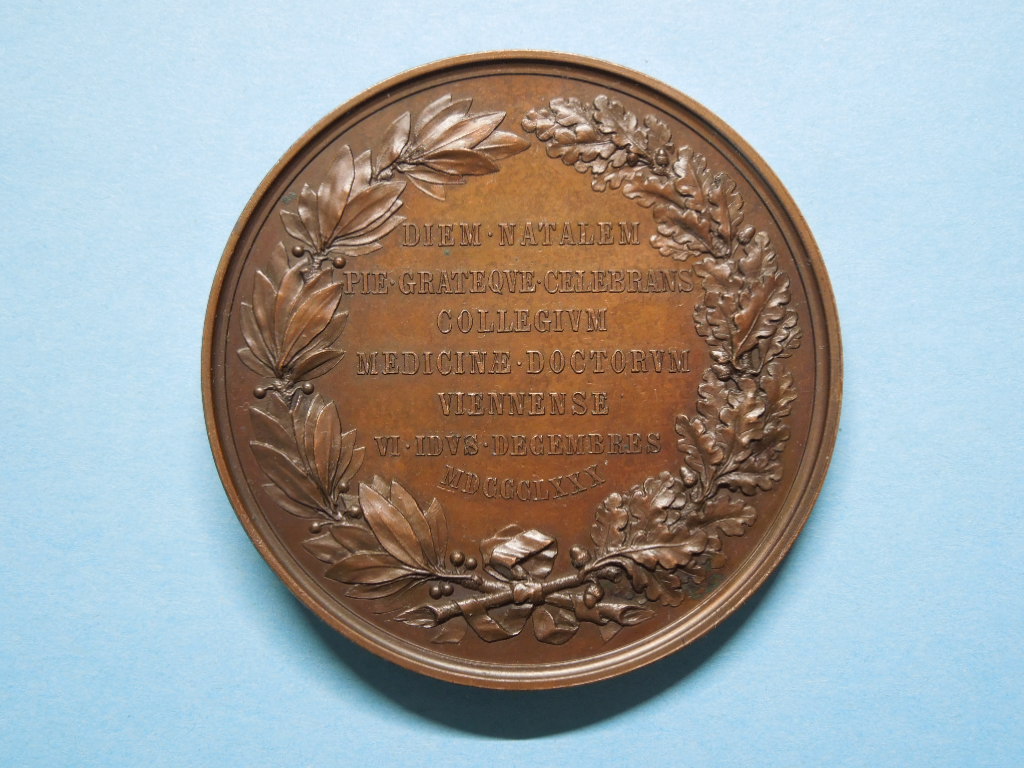 DIEM·NATALEM
PIE·GRATEQVE·CELEBRANS
COLLEGIVM
MEDICINÆ·DOCTORVM
VIENNENSE
VI·IDVS·DECEMBRES
MDCCCLXXX